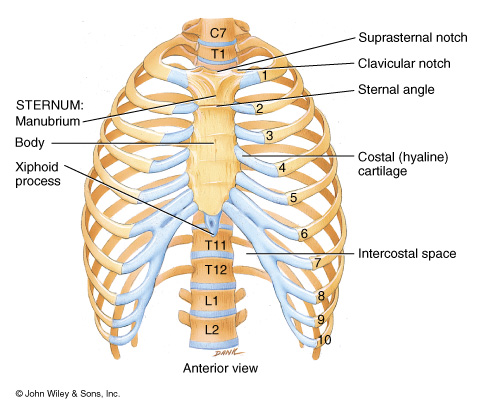 C7
T1
Suprasternal notch
Clavicular notch
Sternal angle
STERNUM:
Manubrium
Body
Xiphoid
process
Costal (hyaline)
cartilage
Intercostal space
1
2
3
4
5
6
7
8
9
10
T11
T12
L1
L2
DANK
Anterior view
© John Wiley & Sons, Inc.